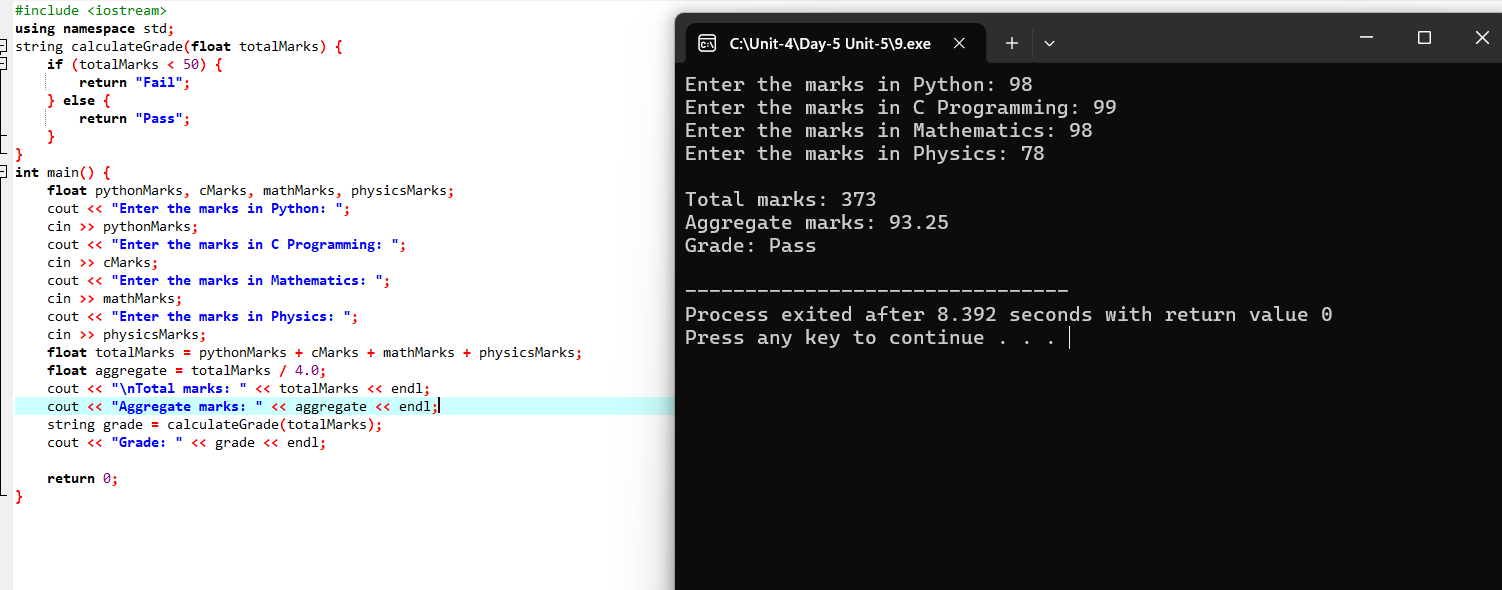 #include <iostream>
using namespace std;
string calculateGrade(float totalMarks) {
    if (totalMarks < 50) {
        return "Fail";
    } else {
        return "Pass";
    }
}
int main() {
    float pythonMarks, cMarks, mathMarks, physicsMarks;
    cout << "Enter the marks in Python: ";
    cin >> pythonMarks;
    cout << "Enter the marks in C Programming: ";
    cin >> cMarks;
    cout << "Enter the marks in Mathematics: ";
    cin >> mathMarks;
    cout << "Enter the marks in Physics: ";
    cin >> physicsMarks;
    float totalMarks = pythonMarks + cMarks + mathMarks + physicsMarks;
    float aggregate = totalMarks / 4.0;
    cout << "\nTotal marks: " << totalMarks << endl;
    cout << "Aggregate marks: " << aggregate << endl;
    string grade = calculateGrade(totalMarks);
    cout << "Grade: " << grade << endl;
    return 0;
}
C:\Unit-4\Day-5 Unit-5\9.exe
Enter the marks in Python: 98
Enter the marks in C Programming: 99
Enter the marks in Mathematics: 98
Enter the marks in Physics: 78
Total marks: 373
Aggregate marks: 93.25
Grade: Pass
--------------------------------
Process exited after 8.392 seconds with return value 0
Press any key to continue . . .